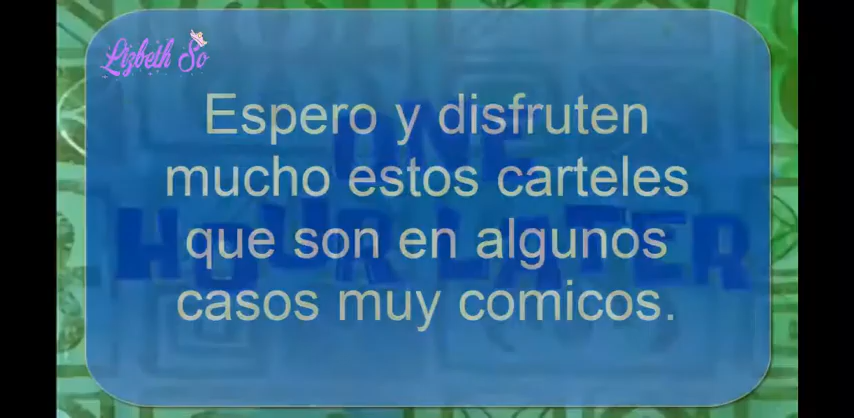 Lizbeth So
Espero y disfruten
mucho estos carteles
que son en algunos
casos muy comicos.
ONE
HOUR LATER